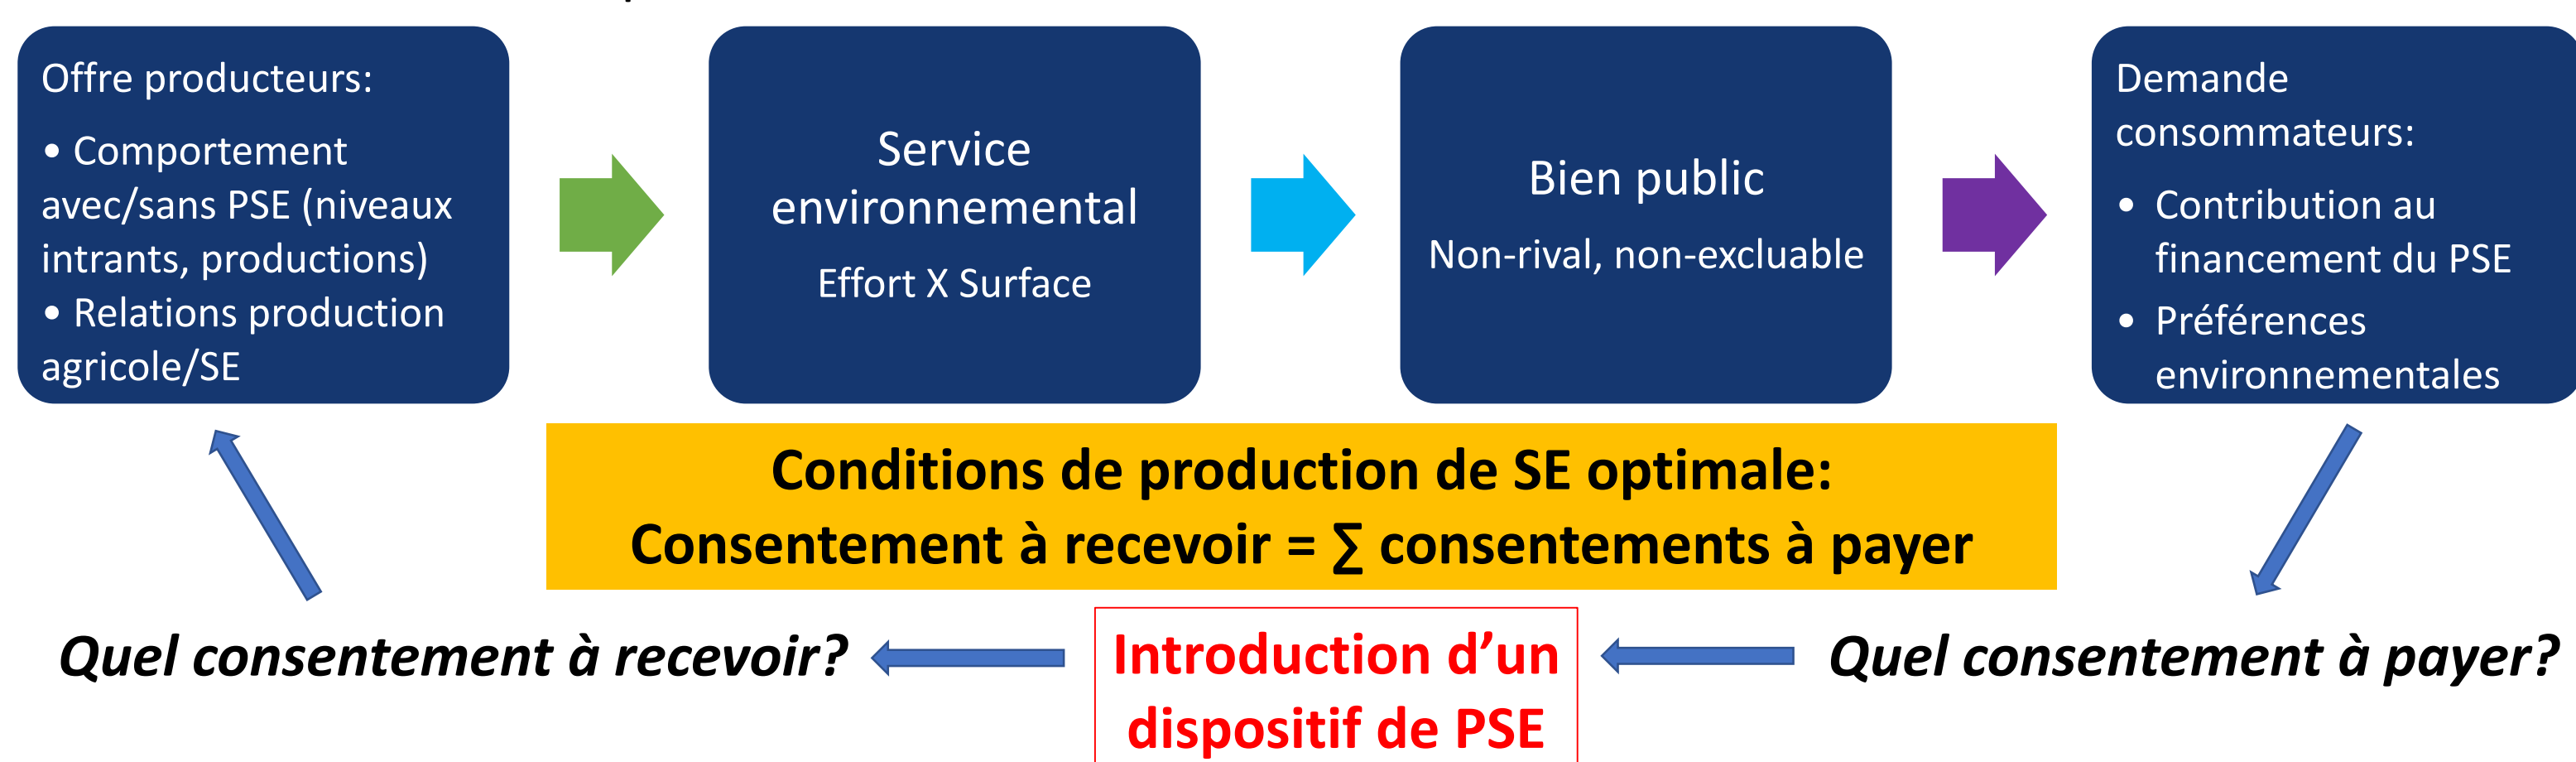 Offre producteurs:
• Comportement
avec/sans PSE (niveaux
intrants, productions)
• Relations production
agricole/SE
Service
environnemental
Effort X Surface
Bien public
Non-rival, non-excluable
Demande
consommateurs:
• Contribution au
financement du PSE
• Préférences
environnementales
Conditions de production de SE optimale:
Consentement à recevoir = ∑ consentements à payer
Quel consentement à recevoir?
Introduction d’un
dispositif de PSE
Quel consentement à payer?